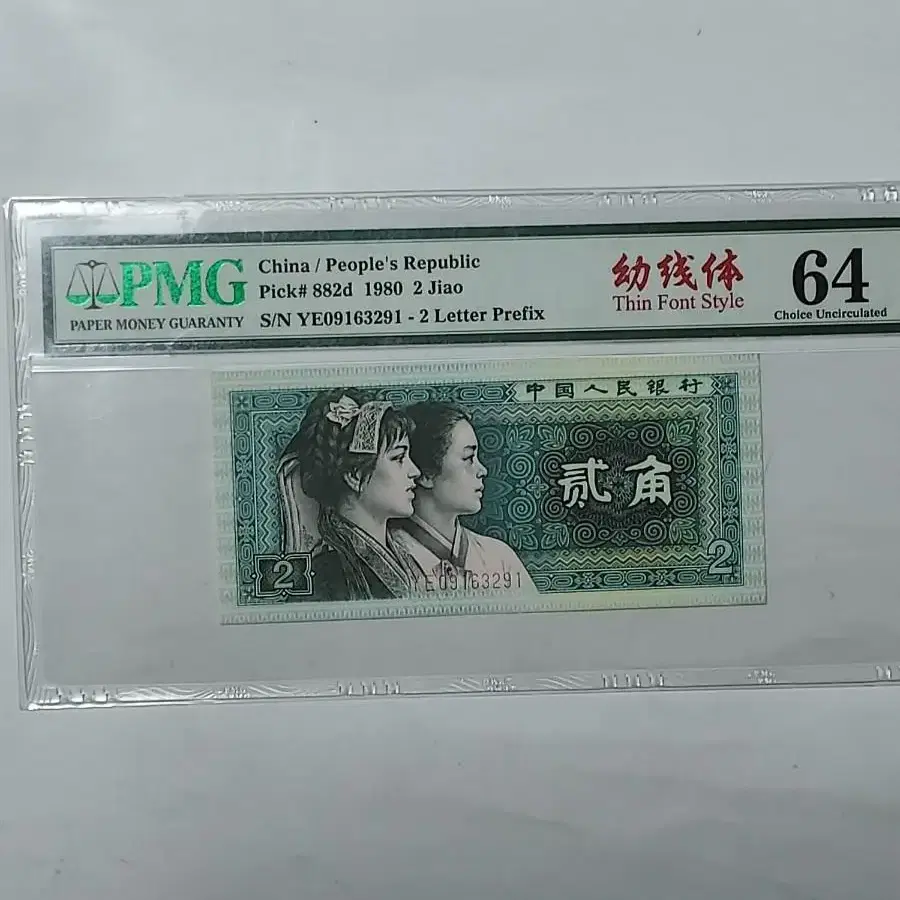 PMG
PAPER MONEY GUARANTY
China / People's Republic
Pick# 882d 1980 2 Jiao
S/N YE09163291 - 2 Letter Prefix
幼线体
Thin Font Style
64
Choice Uncirculated
中国人民银行
贰角
2
2
YE09163291